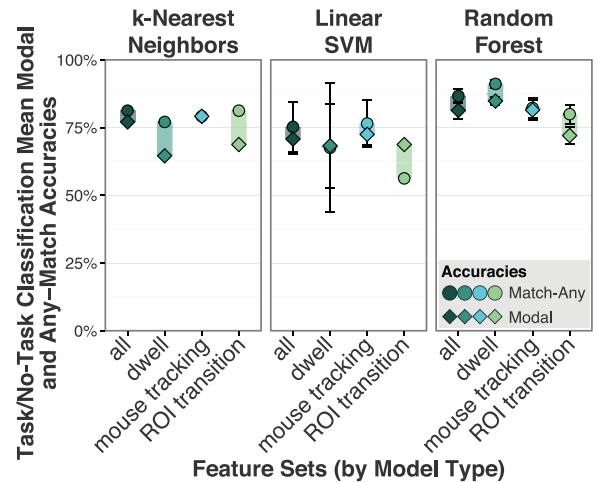 k-Nearest
Neighbors
Linear
SVM
Random
Forest
Task/No-Task Classification Mean Modal
and Any-Match Accuracies
100%
75%
50%
25%
0%
Accuracies
Match-Any
Modal
all
dwell
mouse tracking
ROI transition
all
dwell
mouse tracking
ROI transition
all
dwell
mouse tracking
ROI transition
Feature Sets (by Model Type)